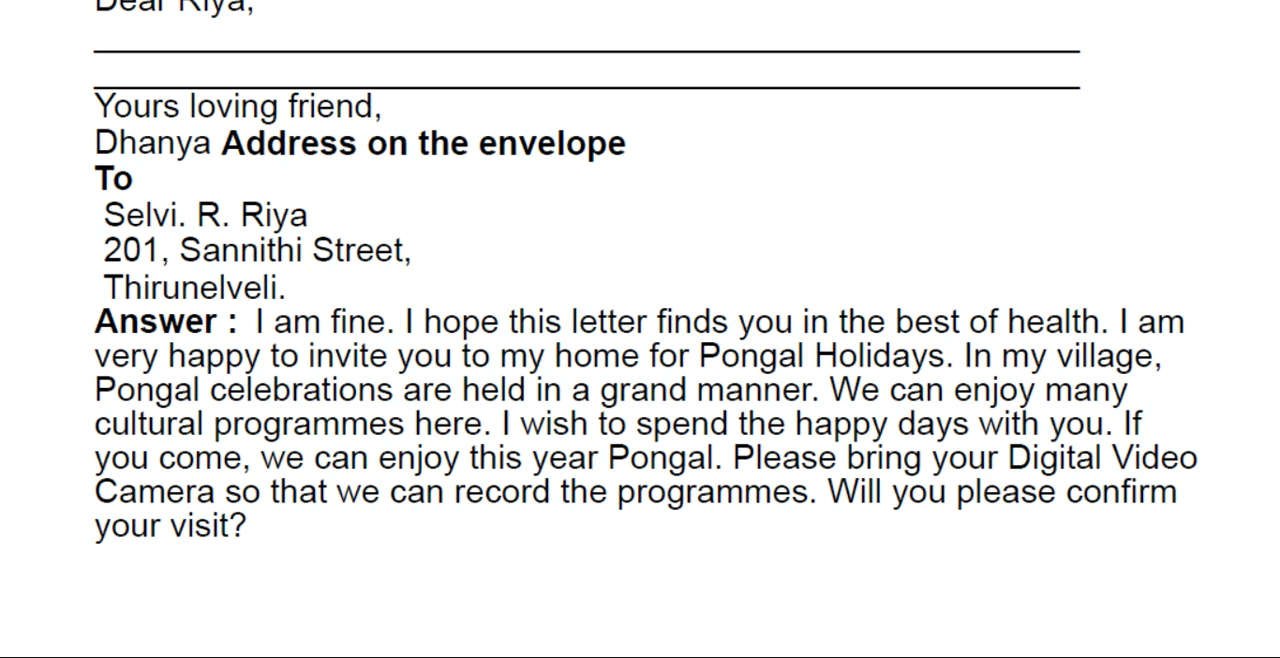 Dear Riya,
Yours loving friend,
Dhanya Address on the envelope
To
Selvi. R. Riya
201, Sannithi Street,
Thirunelveli.
Answer : I am fine. I hope this letter finds you in the best of health. I am
very happy to invite you to my home for Pongal Holidays. In my village,
Pongal celebrations are held in a grand manner. We can enjoy many
cultural programmes here. I wish to spend the happy days with you. If
you come, we can enjoy this year Pongal. Please bring your Digital Video
Camera so that we can record the programmes. Will you please confirm
your visit?